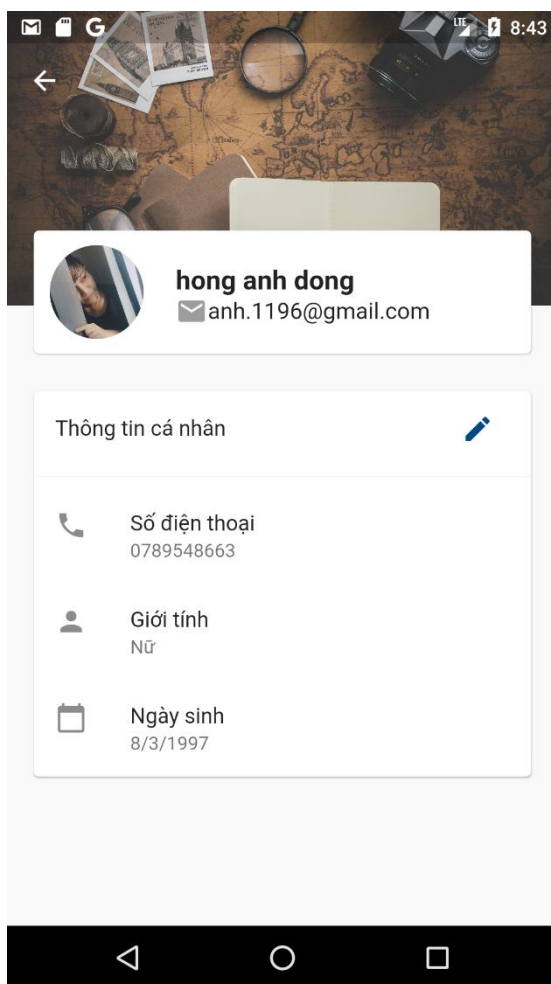 LTE 8:43
hong anh dong
anh.1196@gmail.com
Thông tin cá nhân
Số điện thoại
0789548663
Giới tính
Nữ
Ngày sinh
8/3/1997